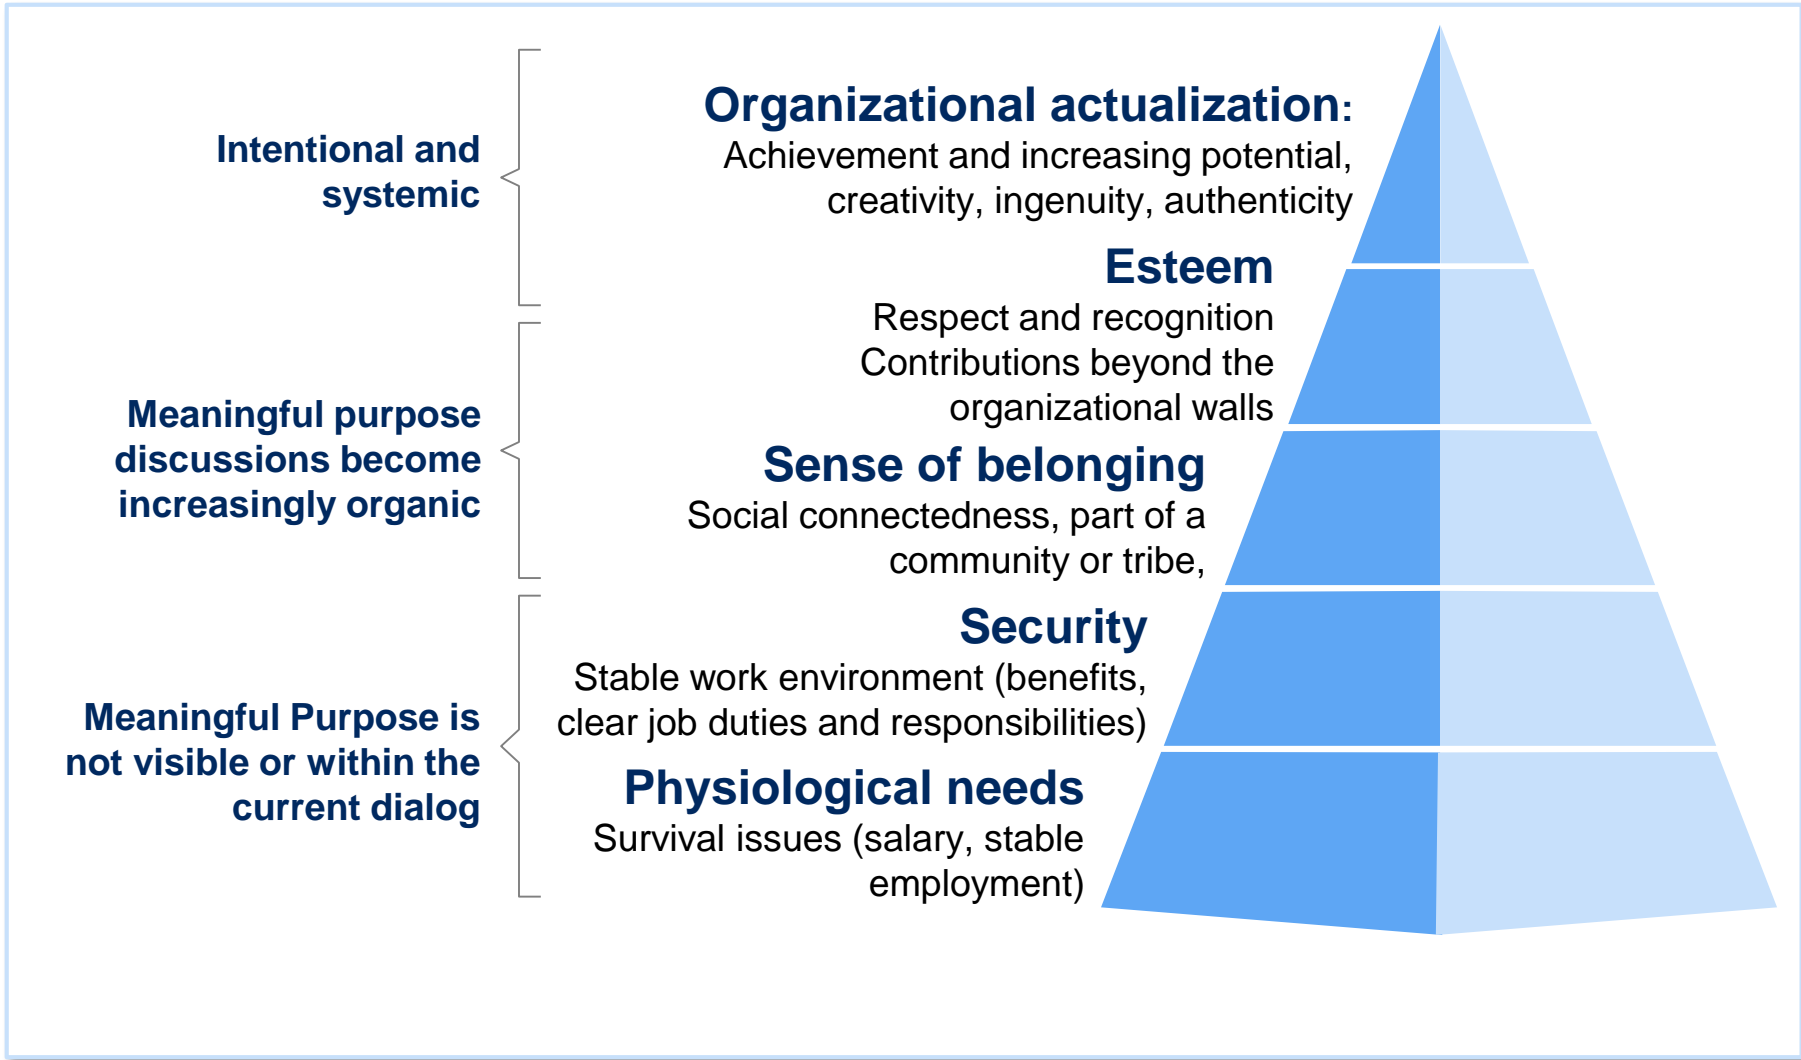 Intentional and
systemic
Meaningful purpose
discussions become
increasingly organic
Meaningful Purpose is
not visible or within the
current dialog
Organizational actualization:
Achievement and increasing potential,
creativity, ingenuity, authenticity
Esteem
Respect and recognition
Contributions beyond the
organizational walls
Sense of belonging
Social connectedness, part of a
community or tribe,
Security
Stable work environment (benefits,
clear job duties and responsibilities)
Physiological needs
Survival issues (salary, stable
employment)